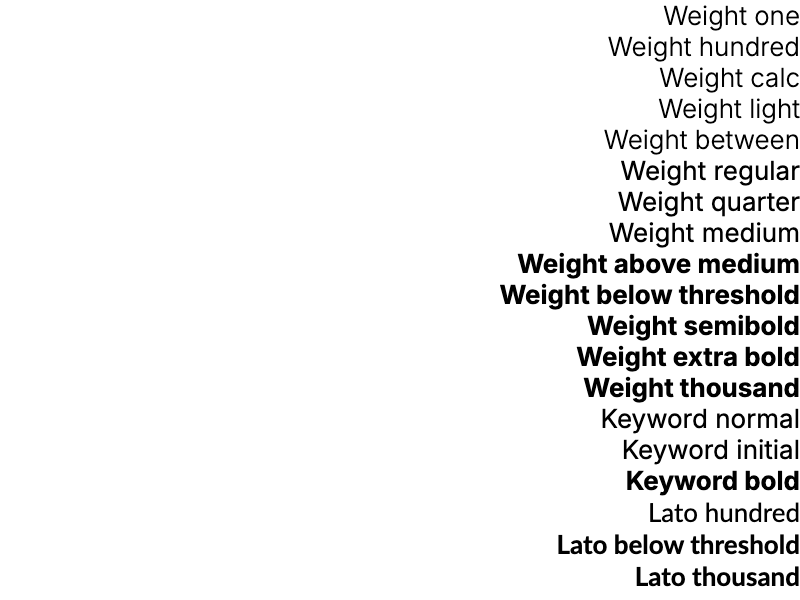 Weight one
Weight hundred
Weight calc
Weight light
Weight between
Weight regular
Weight quarter
Weight medium
Weight above medium
Weight below threshold
Weight semibold
Weight extra bold
Weight thousand
Keyword normal
Keyword initial
Keyword bold
Lato hundred
Lato below threshold
Lato thousand